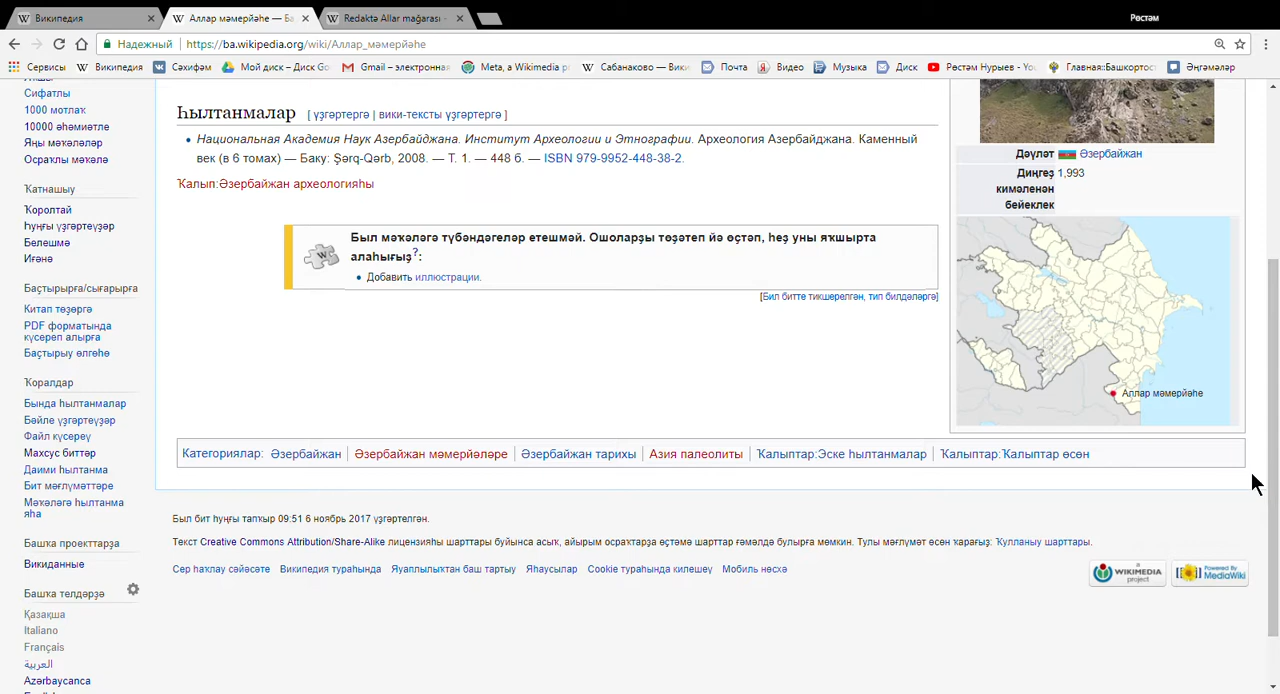 Википедия
Аллар мәмерйәһе — Ба
Redaktə Allar mağarası -
Рөстәм
Надежный
https://ba.wikipedia.org/wiki/Аллар_мәмерйәһе
Сервисы
Википедия
Сәхифәм
Мой диск – Диск Go
Gmail – электронная
Meta, a Wikimedia p
Сабанаково — Вики
Почта
Видео
Музыка
Диск
Рөстәм Нурыев - You
Главная::Башкортос
Әңгәмәләр
Сифатлы
1000 мотлаҡ
10000 әһәмиәтле
Яңы мәҡәләләр
Осраҡлы мәҡәлә
Ҡатнашыу
Ҡоролтай
Һуңғы үҙгәртеүҙәр
Белешмә
Иғәнә
Баҫтырырға/сығарырға
Китап төҙөргә
PDF форматында
күсереп алырға
Баҫтырыу өлгөһө
Ҡоралдар
Бында һылтанмалар
Бәйле үҙгәртеүҙәр
Файл күсереү
Махсус биттәр
Даими һылтанма
Бит мәғлүмәттәре
Мәҡәләгә һылтанма
яһа
Башҡа проекттарҙа
Викиданные
Башҡа телдәрҙә
Қазақша
Italiano
Français
العربية
Azərbaycanca
Һылтанмалар [ үҙгәртергә | вики-тексты үҙгәртергә ]
Национальная Академия Наук Азербайджана. Институт Археологии и Этнографии. Археология Азербайджана. Каменный
век (в 6 томах) — Баку: Şərq-Qərb, 2008. — Т. 1. — 448 б. — ISBN 979-9952-448-38-2.
Ҡалып:Әзербайжан археологияһы
Был мәҡәләгә түбәндәгеләр етешмәй. Ошоларҙы төҙәтеп йә өҫтәп, һеҙ уны яҡшырта
алаһығыҙ?:
Добавить иллюстрации.
[Был битте тикшерелгән, тип билдәләргә]
Дәүләт Әзербайжан
Диңгеҙ 1,993
кимәленән
бейеклек
Аллар мәмерйәһе
Категориялар: Әзербайжан | Әзербайжан мәмерйәләре | Әзербайжан тарихы | Азия палеолиты | Ҡалыптар:Эске һылтанмалар | Ҡалыптар:Ҡалыптар өсөн
Был бит һуңғы тапҡыр 09:51 6 ноябрь 2017 үҙгәртелгән.
Текст Creative Commons Attribution/Share-Alike лицензияһы шарттары буйынса асыҡ, айырым осраҡтарҙа өҫтәмә шарттар ғәмәлдә булырға мөмкин. Тулы мәғлүмәт өсөн ҡарағыҙ: Ҡулланыу шарттары.
Сер һаҡлау сәйәсәте
Википедия тураһында
Яуаплылыҡтан баш тартыу
Яһаусылар
Cookie тураһында килешеү
Мобиль нөсхә
A
WIKIMEDIA
project
Powered By
MediaWiki